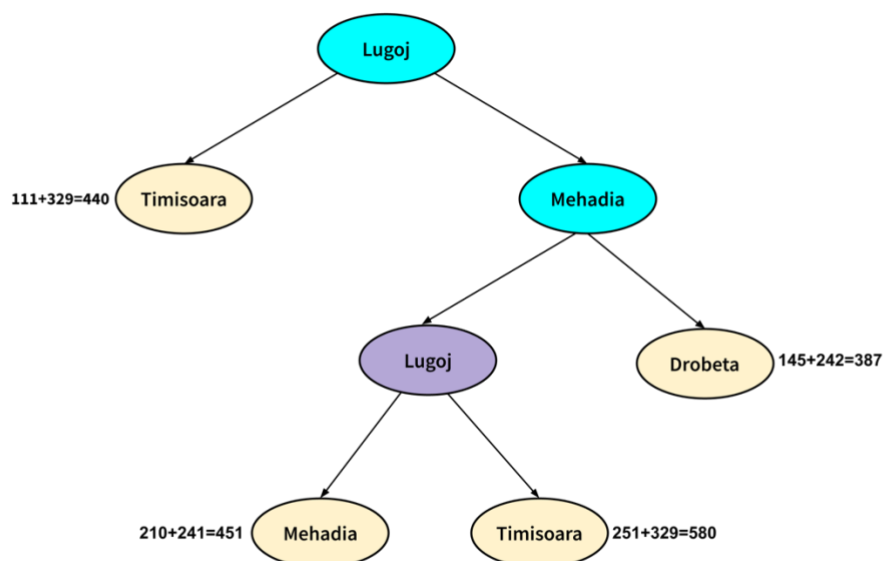 Lugoj
111+329=440
Timisoara
Mehadia
Lugoj
Drobeta
145+242=387
210+241=451
Mehadia
Timisoara
251+329=580